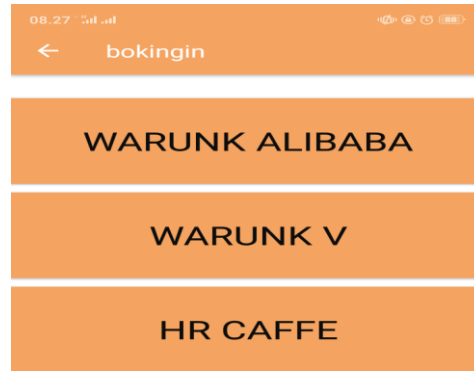 08.27
bokingin
WARUNK ALIBABA
WARUNK V
HR CAFFE